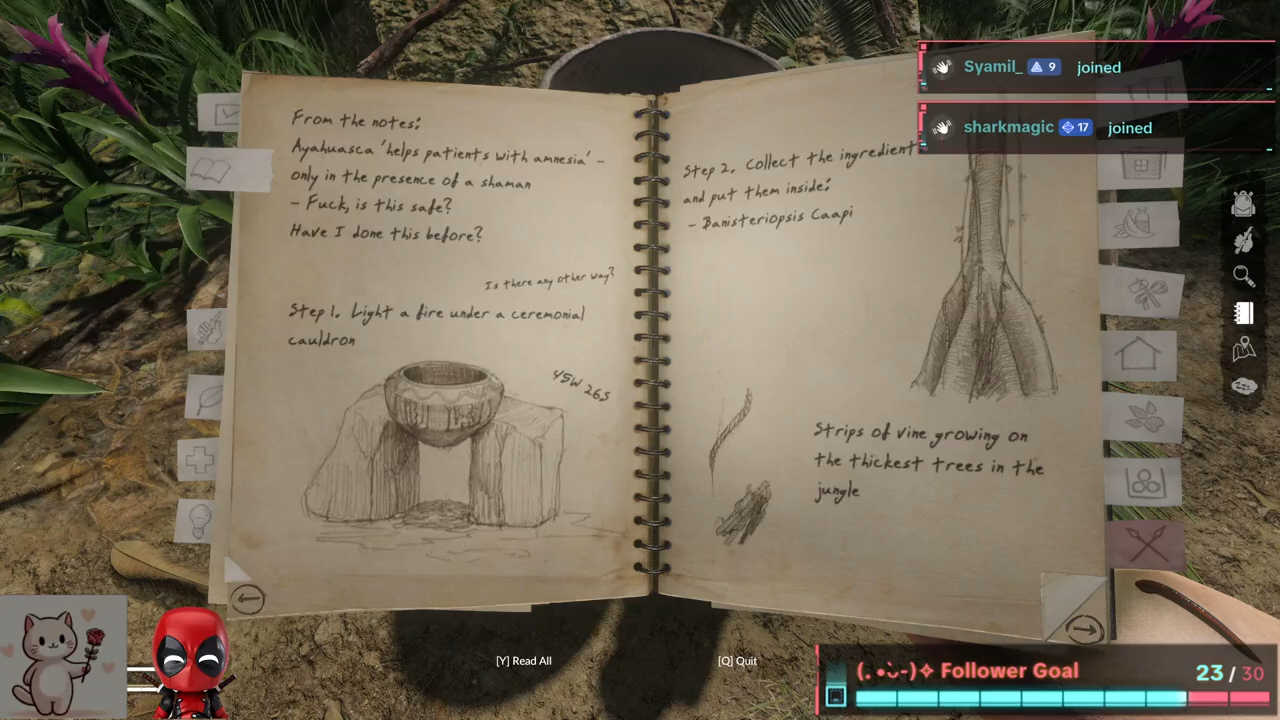 From the notes:
Ayahuasca 'helps patients with amnesia' -
only in the presence of a shaman
- Fuck, is this safe?
Have I done this before?
Is there any other way?
Step 1. Light a fire under a ceremonial
cauldron
45W 26S
Step 2. Collect the ingredient
and put them inside:
- Banisteriopsis Caapi
Strips of vine growing on
the thickest trees in the
jungle
Syamil_ 9 joined
sharkmagic 17 joined
[Y] Read All
[Q] Quit
(. •ᴗ-)✧ Follower Goal
23 / 30